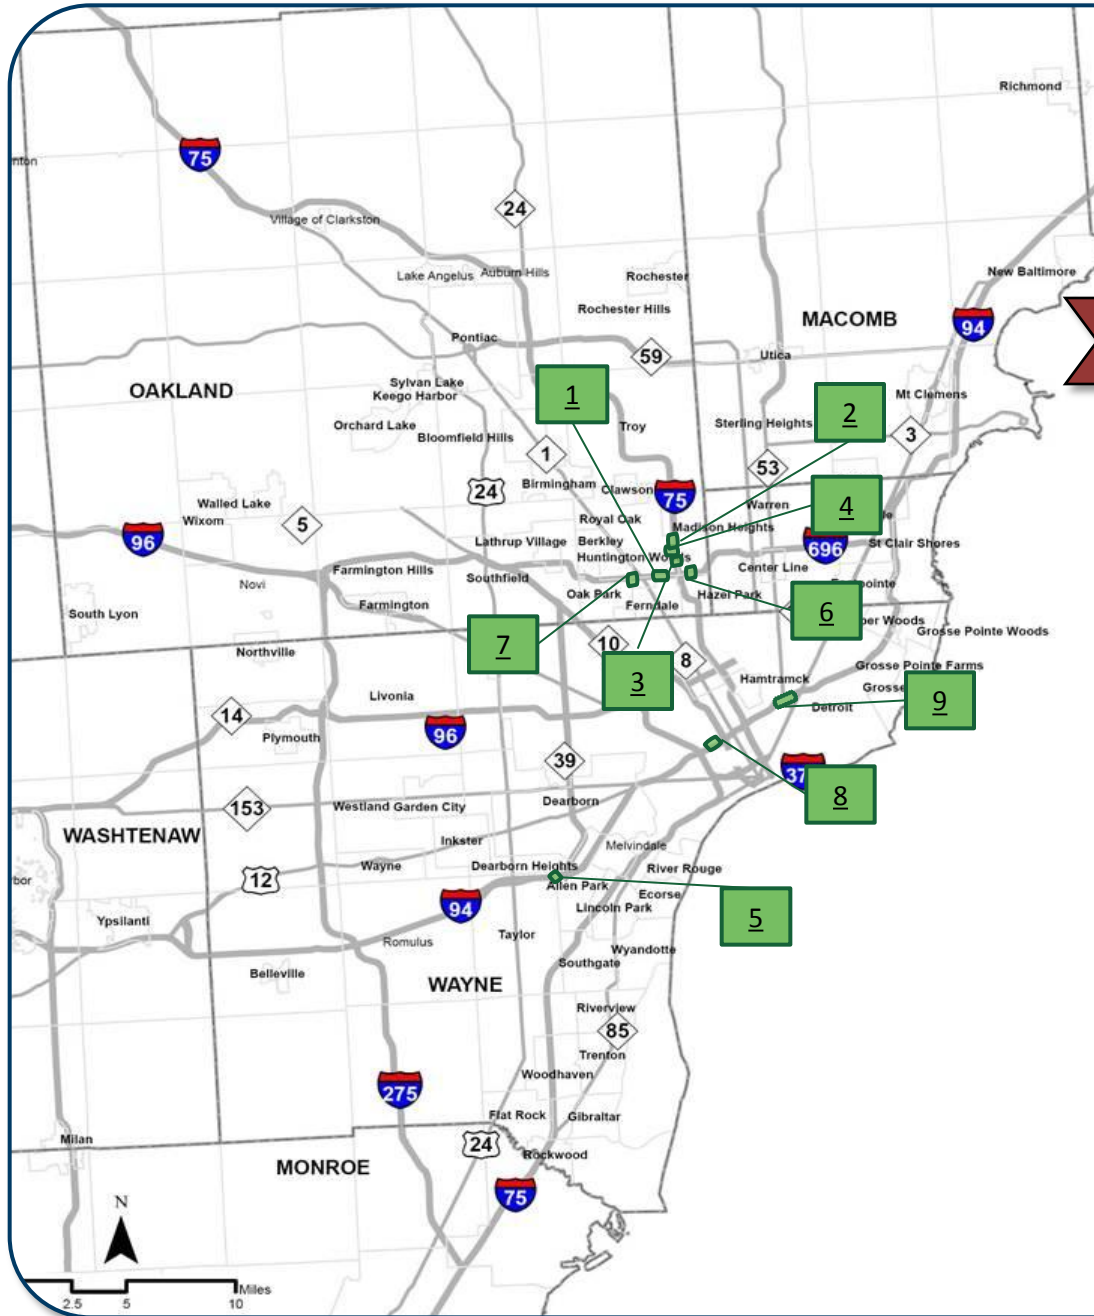 Richmond
75
24
Village of Clarkston
Lake Angelus
Auburn Hills
Rochester
New Baltimore
Rochester Hills
MACOMB
94
Pontiac
59
Utica
OAKLAND
Sylvan Lake
Keego Harbor
1
2
Mt Clemens
Orchard Lake
Bloomfield Hills
Troy
Sterling Heights
3
1
53
24
Birmingham
Clawson
75
4
Walled Lake
Wixom
5
Royal Oak
Warren
Madison Heights
96
Lathrup Village
Berkley
696
St Clair Shores
Huntington Woods
Novi
Farmington Hills
Southfield
Center Line
Oak Park
Hazel Park
South Lyon
Farmington
Ferndale
6
Grosse Pointe Woods
7
10
8
Northville
3
Grosse Pointe Farms
Hamtramck
Livonia
9
Detroit
14
96
Plymouth
39
8
153
Westland
Garden City
Dearborn
WASHTENAW
Inkster
Melvindale
Wayne
Dearborn Heights
River Rouge
12
Allen Park
Ecorse
94
Lincoln Park
5
Ypsilanti
Romulus
Taylor
Wyandotte
Southgate
Belleville
WAYNE
Riverview
85
Trenton
Woodhaven
275
Flat Rock
Gibraltar
Milan
24
Rockwood
MONROE
75
N
Miles
2.5
5
10